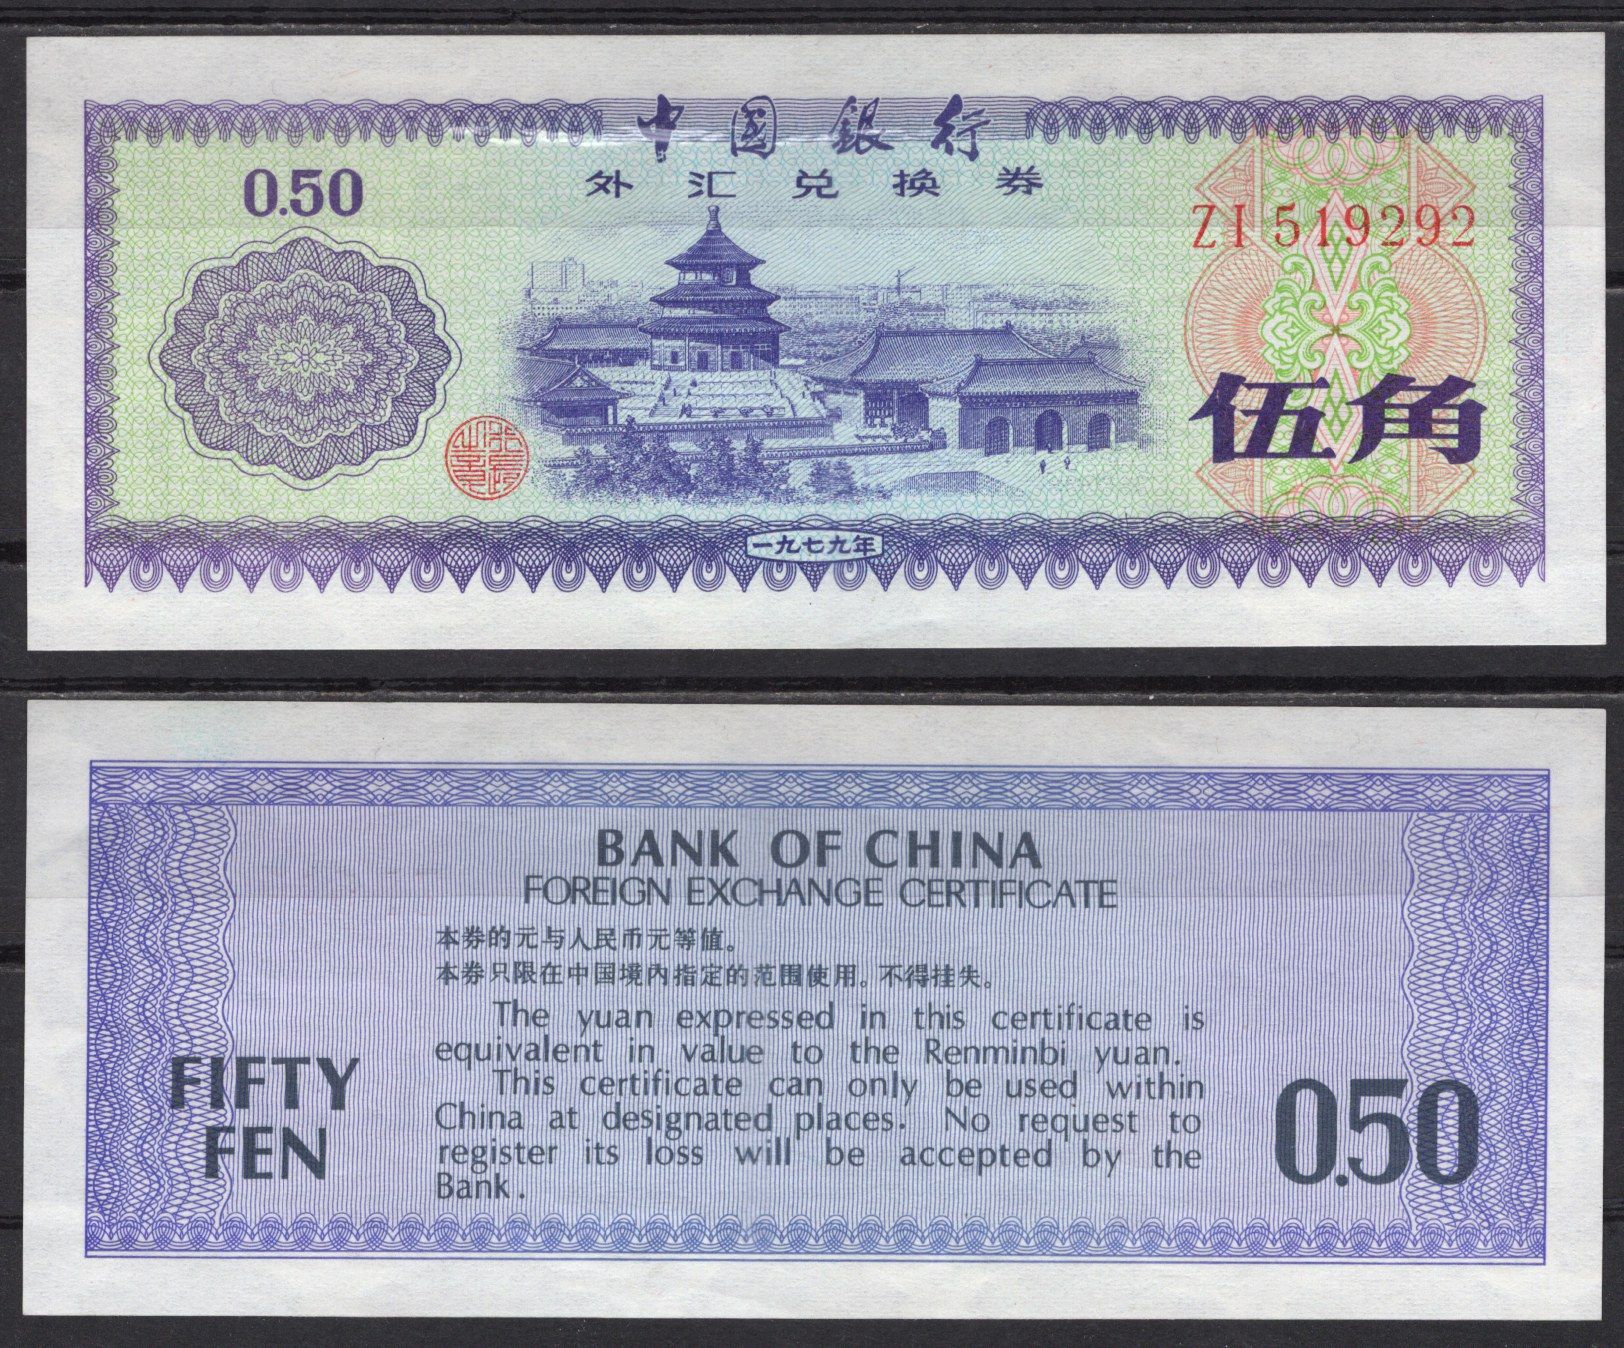 中國銀行
外汇兑换券
0.50
ZI 519292
伍角
一九七九年
BANK OF CHINA
FOREIGN EXCHANGE CERTIFICATE
本券的元与人民币元等值。
本券只限在中国境内指定的范围使用。不得挂失。
The yuan expressed in this certificate is
equivalent in value to the Renminbi yuan.
This certificate can only be used within
China at designated places. No request to
register its loss will be accepted by the
Bank.
FIFTY
FEN
0.50